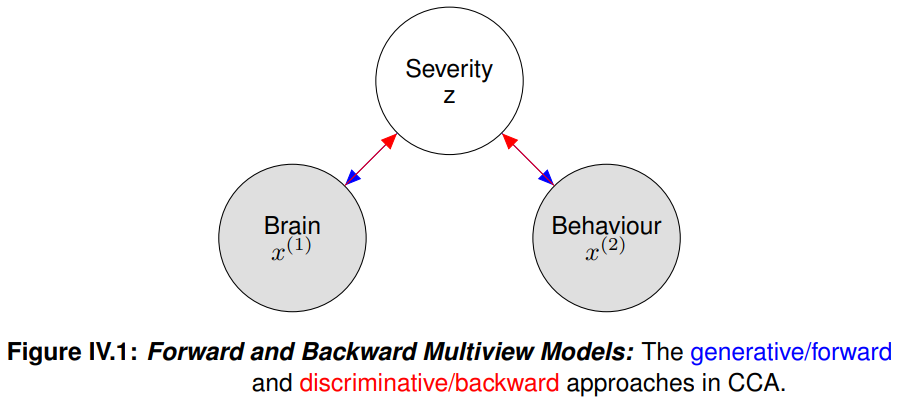 Severity
z
Brain
x^{(1)}
Behaviour
x^{(2)}
Figure IV.1: Forward and Backward Multiview Models: The generative/forward
and discriminative/backward approaches in CCA.